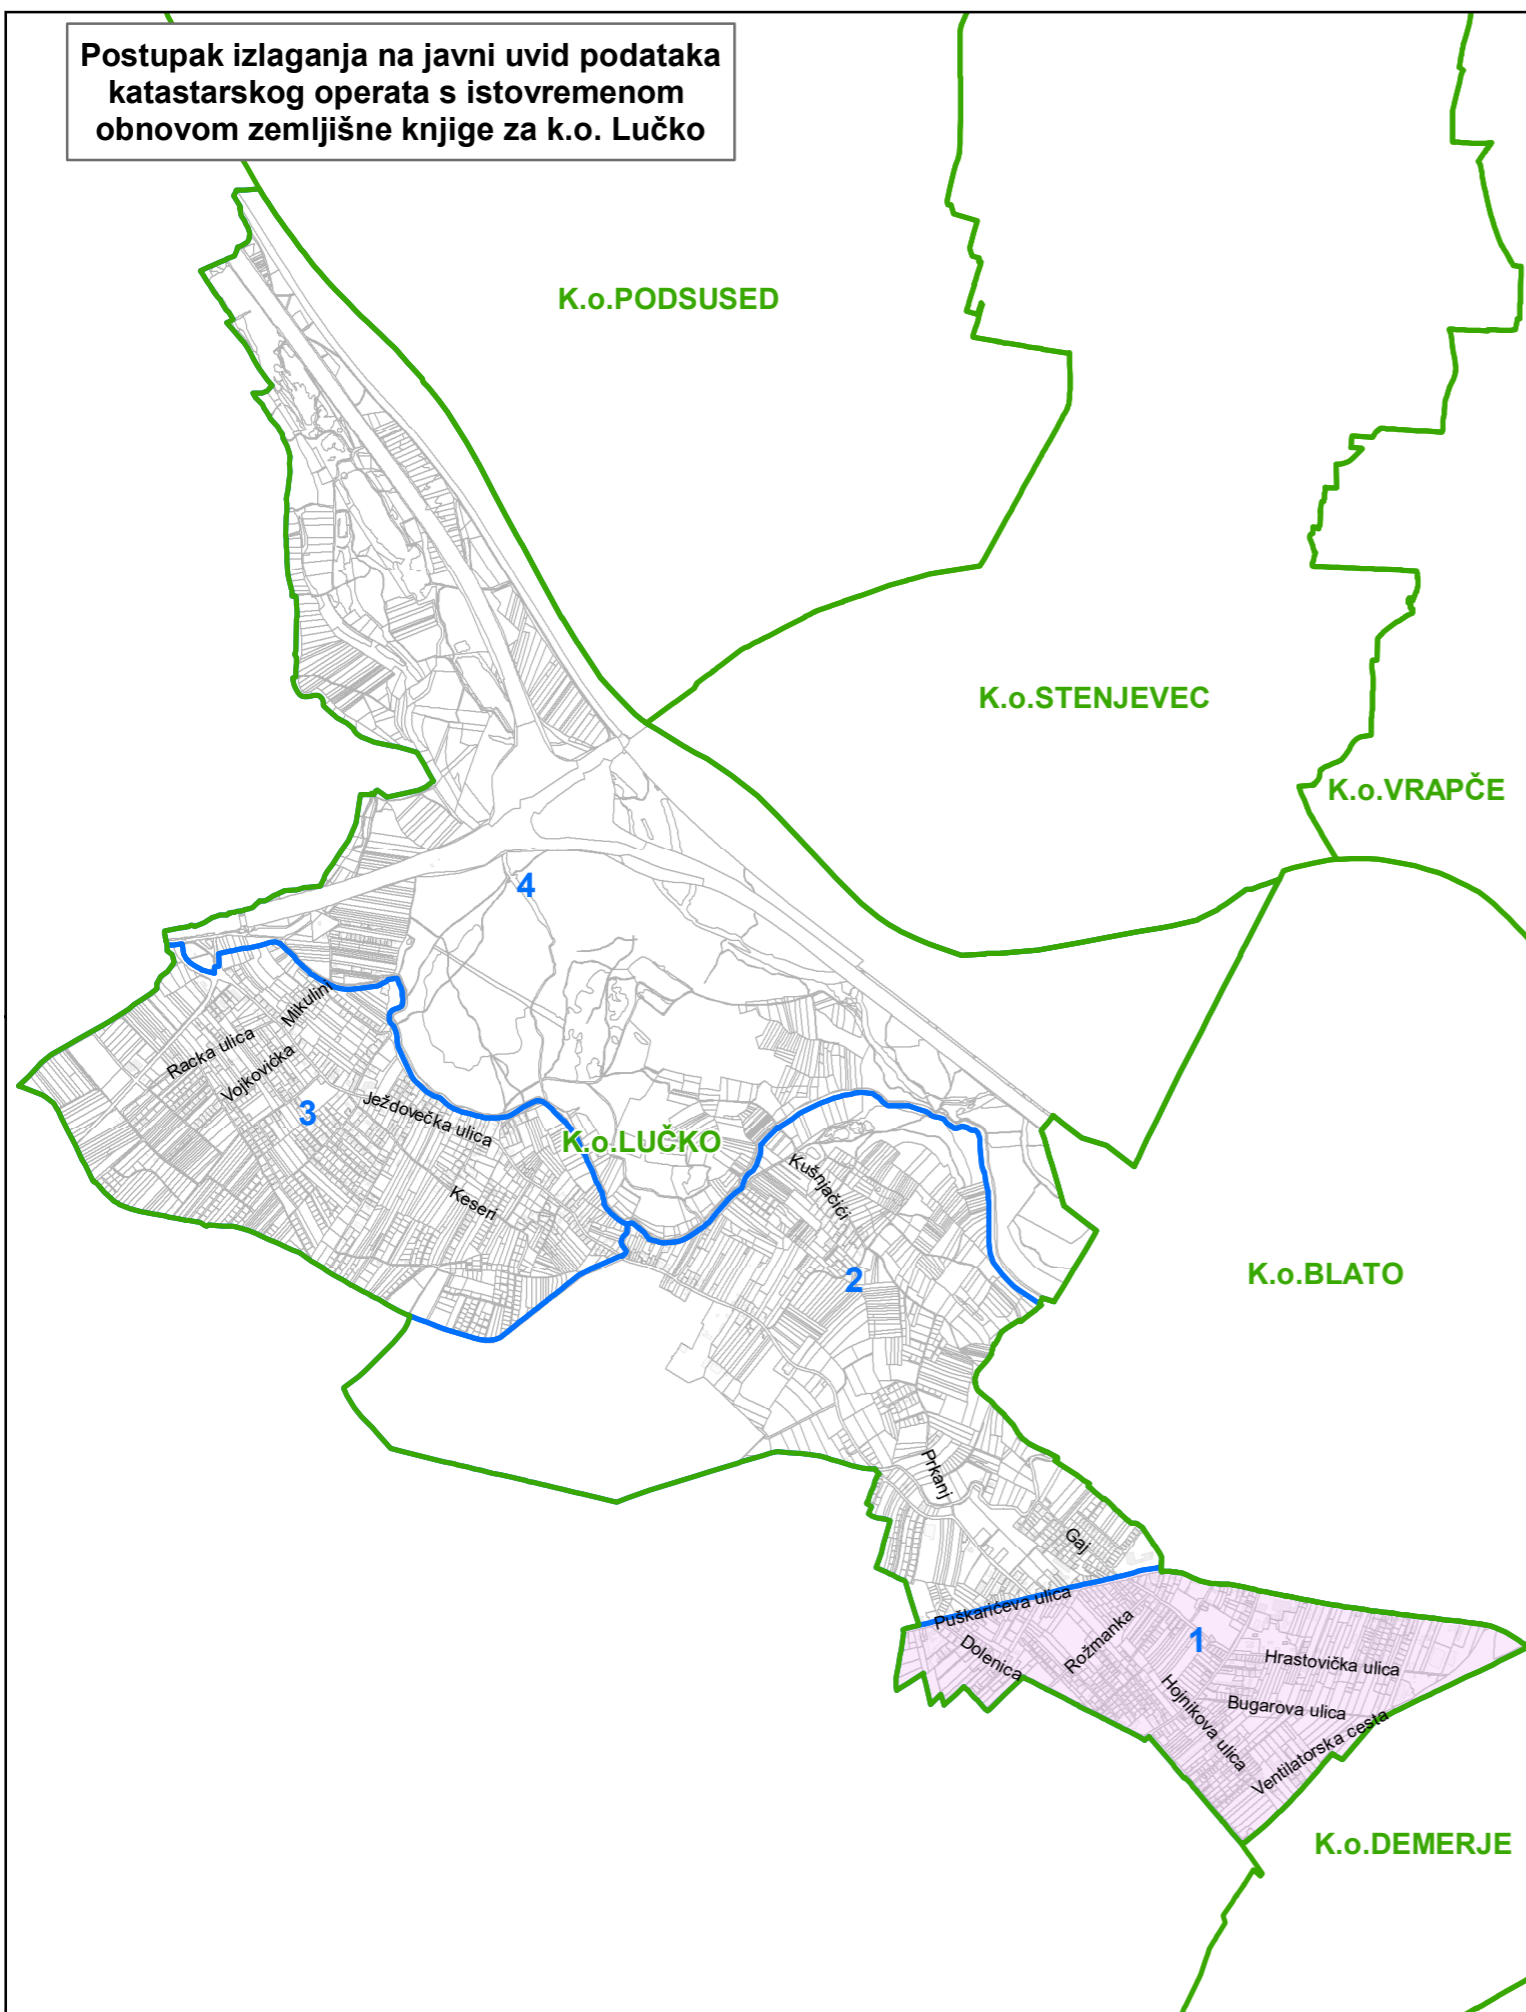 Postupak izlaganja na javni uvid podataka
katastarskog operata s istovremenom
obnovom zemljišne knjige za k.o. Lučko
K.o.PODSUSED
K.o.STENJEVEC
K.o.VRAPČE
4
Mikulini
Racka ulica
Vojkovićka
3
Ježdovečka ulica
K.o.LUČKO
Kušnjačići
Keseri
2
K.o.BLATO
Prkanj
Gaj
Puškarićeva ulica
Dolenica
Rožmanka
1
Hrastovička ulica
Hojnikova ulica
Bugarova ulica
Ventilatorska cesta
K.o.DEMERJE